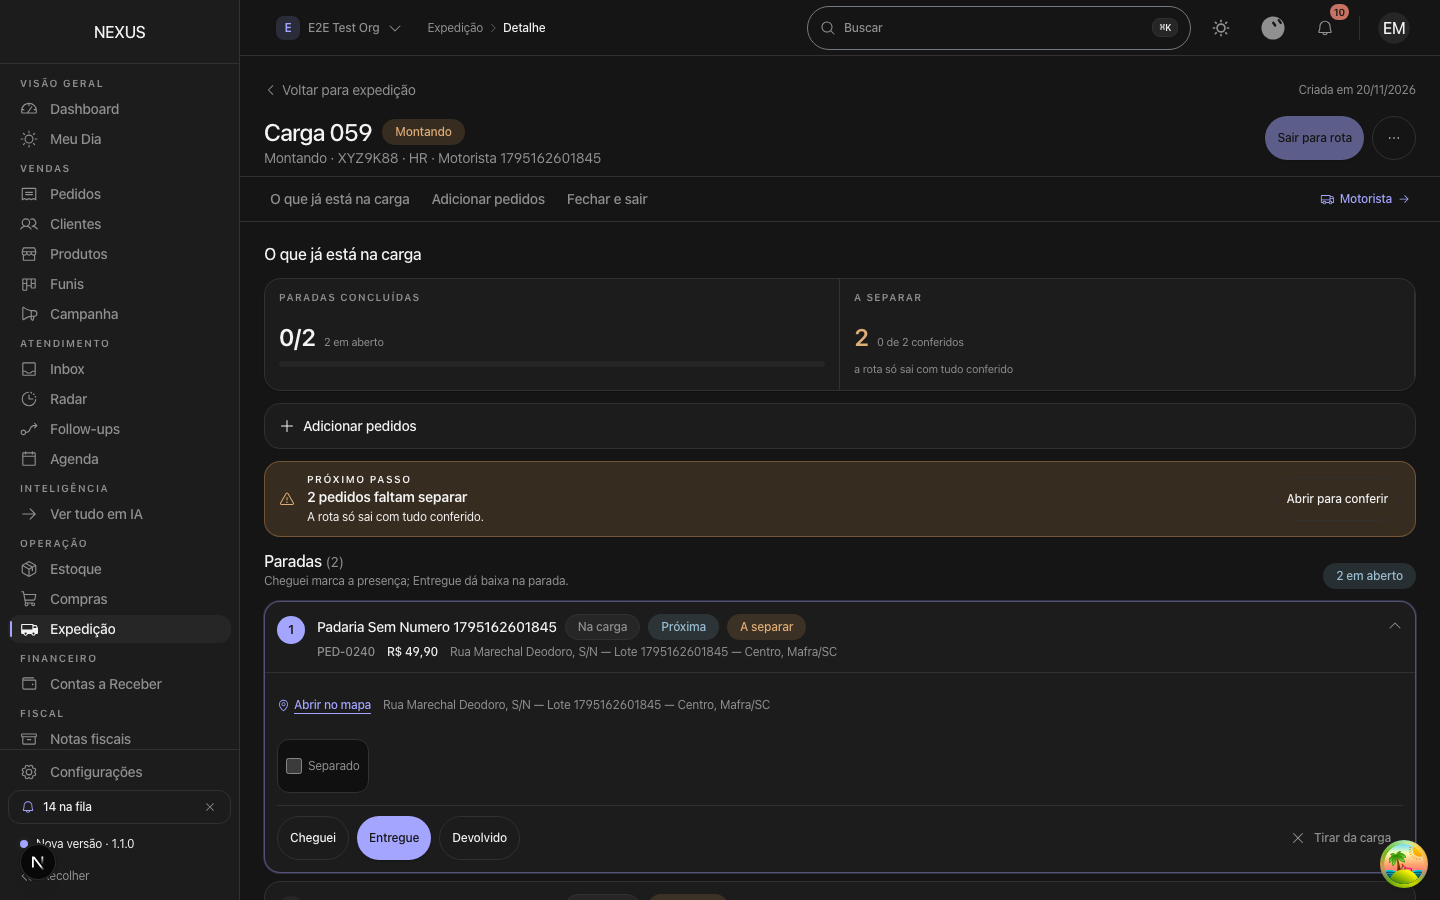 NEXUS
VISÃO GERAL
Dashboard
Meu Dia
VENDAS
Pedidos
Clientes
Produtos
Funis
Campanha
ATENDIMENTO
Inbox
Radar
Follow-ups
Agenda
INTELIGÊNCIA
Ver tudo em IA
OPERAÇÃO
Estoque
Compras
Expedição
FINANCEIRO
Contas a Receber
FISCAL
Notas fiscais
Configurações
14 na fila
Nova versão · 1.1.0
N
E E2E Test Org Expedição Detalhe
Buscar ⌘K
10
EM
Voltar para expedição
Criada em 20/11/2026
Carga 059 Montando
Montando · XYZ9K88 · HR · Motorista 1795162601845
Sair para rota
O que já está na carga Adicionar pedidos Fechar e sair
Motorista
O que já está na carga
PARADAS CONCLUÍDAS
0/2 2 em aberto
A SEPARAR
2 0 de 2 conferidos
a rota só sai com tudo conferido
Adicionar pedidos
PRÓXIMO PASSO
2 pedidos faltam separar
A rota só sai com tudo conferido.
Abrir para conferir
Paradas (2)
Cheguei marca a presença; Entregue dá baixa na parada.
2 em aberto
1 Padaria Sem Numero 1795162601845 Na carga Próxima A separar
PED-0240 R$ 49,90 Rua Marechal Deodoro, S/N — Lote 1795162601845 — Centro, Mafra/SC
Abrir no mapa Rua Marechal Deodoro, S/N — Lote 1795162601845 — Centro, Mafra/SC
Separado
Cheguei Entregue Devolvido
Tirar da carga